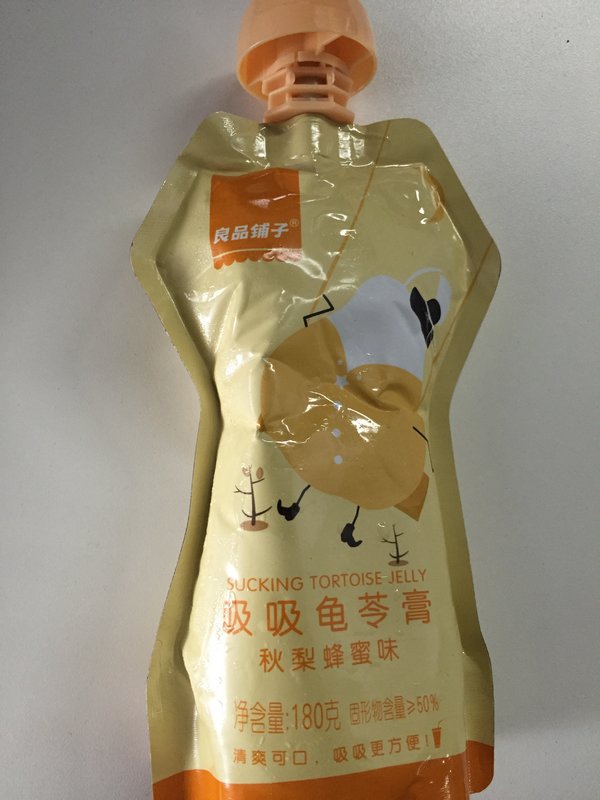 良品铺子®
SUCKING TORTOISE JELLY
吸吸龟苓膏
秋梨蜂蜜味
净含量:180克 固形物含量≥50%
清爽可口，吸吸更方便!